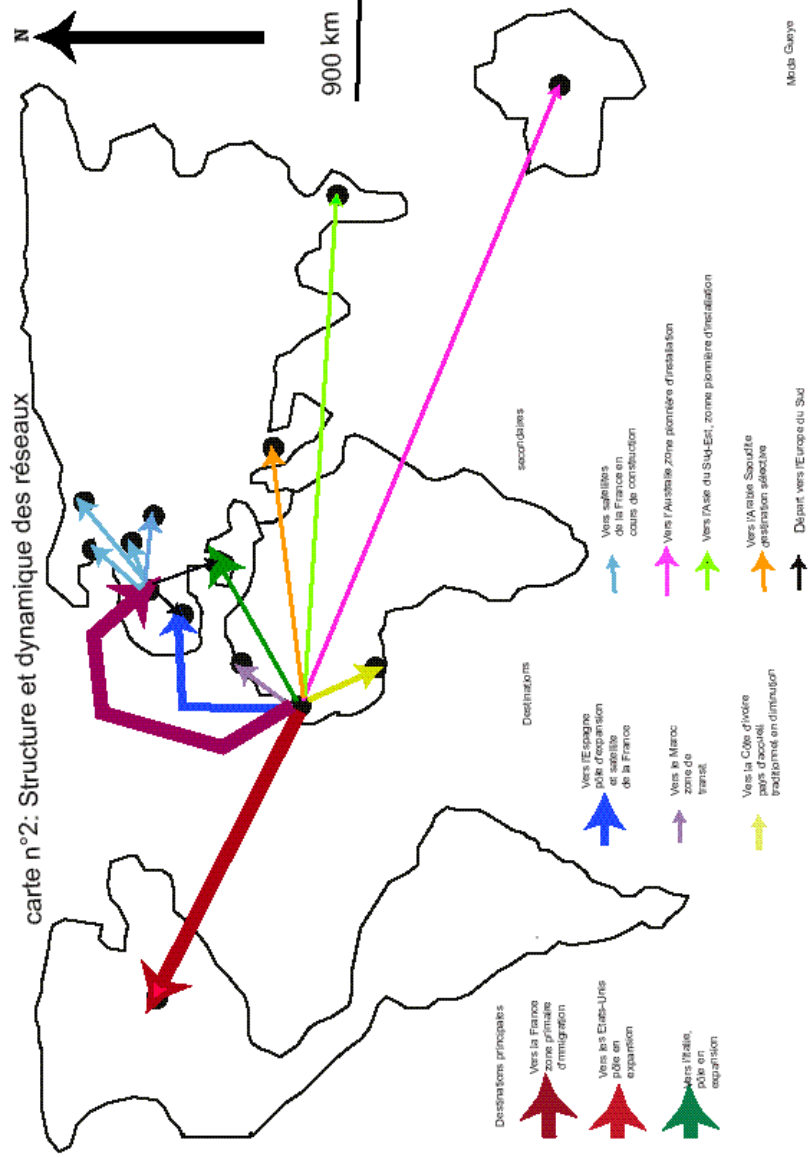 carte n°2: Structure et dynamique des réseaux
N
900 km
Destinations principales
Vers la France
zone primaire
d'immigration
Vers les Etats-Unis
pôle en
expansion
Vers l'Italie,
pôle en
expansion
Destinations
secondaires
Vers l'Espagne
pôle d'expansion
et satellite
de la France
Vers le Maroc
zone de
transit
Vers la Côte d'ivoire
pays d'accueil
traditionnel en diminution
Vers satellites
de la France en
cours de construction
Vers l'Australie,zone pionnière d'installation
Vers l'Asie du Sud-Est, zonne pionnière d'installation
Vers l'Arabie Saoudite
destination sélective
Départ vers l'Europe du Sud
Moda Gueye